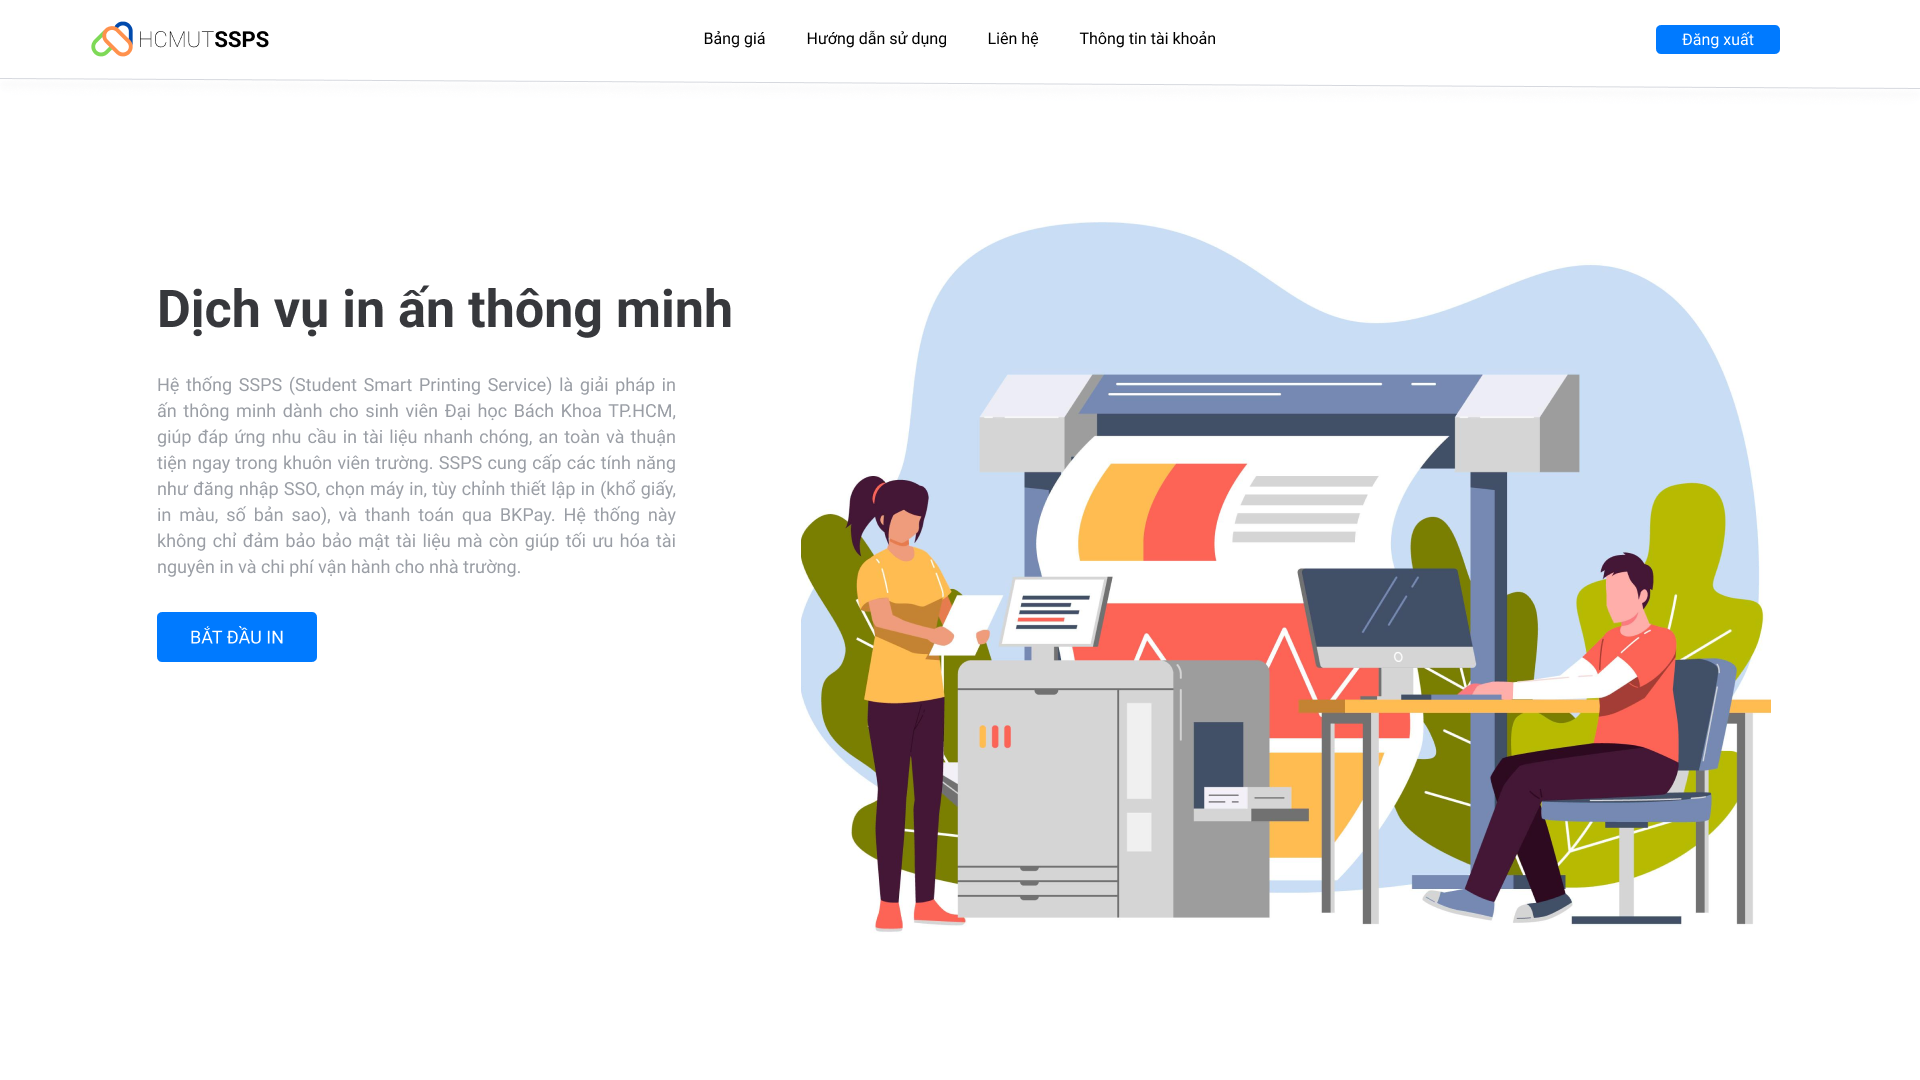 HCMUTSSPS
Bảng giá
Hướng dẫn sử dụng
Liên hệ
Thông tin tài khoản
Đăng xuất
Dịch vụ in ấn thông minh
Hệ thống SSPS (Student Smart Printing Service) là giải pháp in
ấn thông minh dành cho sinh viên Đại học Bách Khoa TP.HCM,
giúp đáp ứng nhu cầu in tài liệu nhanh chóng, an toàn và thuận
tiện ngay trong khuôn viên trường. SSPS cung cấp các tính năng
như đăng nhập SSO, chọn máy in, tùy chỉnh thiết lập in (khổ giấy,
in màu, số bản sao), và thanh toán qua BKPay. Hệ thống này
không chỉ đảm bảo bảo mật tài liệu mà còn giúp tối ưu hóa tài
nguyên in và chi phí vận hành cho nhà trường.
BẮT ĐẦU IN